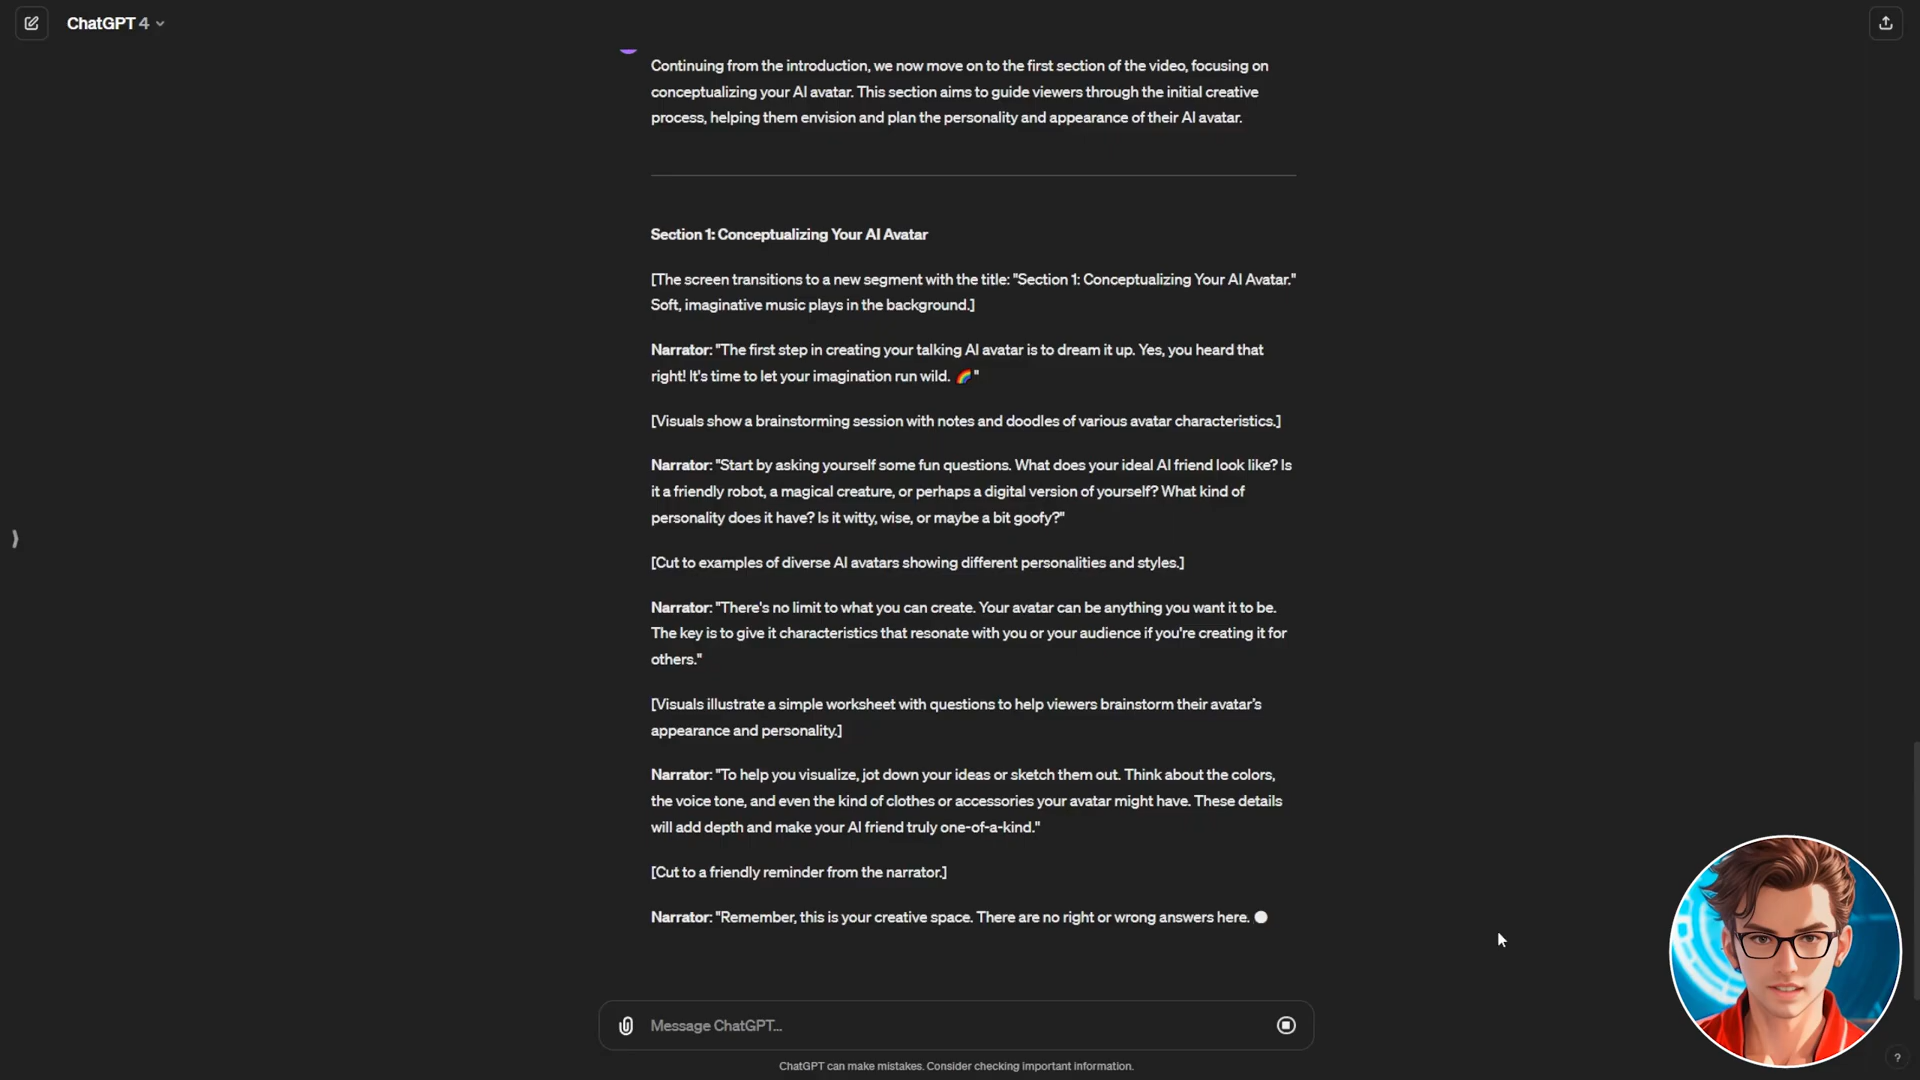 ChatGPT 4
Continuing from the introduction, we now move on to the first section of the video, focusing on
conceptualizing your AI avatar. This section aims to guide viewers through the initial creative
process, helping them envision and plan the personality and appearance of their AI avatar.
Section 1: Conceptualizing Your AI Avatar
[The screen transitions to a new segment with the title: "Section 1: Conceptualizing Your AI Avatar."
Soft, imaginative music plays in the background.]
Narrator: "The first step in creating your talking AI avatar is to dream it up. Yes, you heard that
right! It's time to let your imagination run wild. 🌈"
[Visuals show a brainstorming session with notes and doodles of various avatar characteristics.]
Narrator: "Start by asking yourself some fun questions. What does your ideal AI friend look like? Is
it a friendly robot, a magical creature, or perhaps a digital version of yourself? What kind of
personality does it have? Is it witty, wise, or maybe a bit goofy?"
[Cut to examples of diverse AI avatars showing different personalities and styles.]
Narrator: "There's no limit to what you can create. Your avatar can be anything you want it to be.
The key is to give it characteristics that resonate with you or your audience if you're creating it for
others."
[Visuals illustrate a simple worksheet with questions to help viewers brainstorm their avatar’s
appearance and personality.]
Narrator: "To help you visualize, jot down your ideas or sketch them out. Think about the colors,
the voice tone, and even the kind of clothes or accessories your avatar might have. These details
will add depth and make your AI friend truly one-of-a-kind."
[Cut to a friendly reminder from the narrator.]
Narrator: "Remember, this is your creative space. There are no right or wrong answers here.
Message ChatGPT...
ChatGPT can make mistakes. Consider checking important information.
?